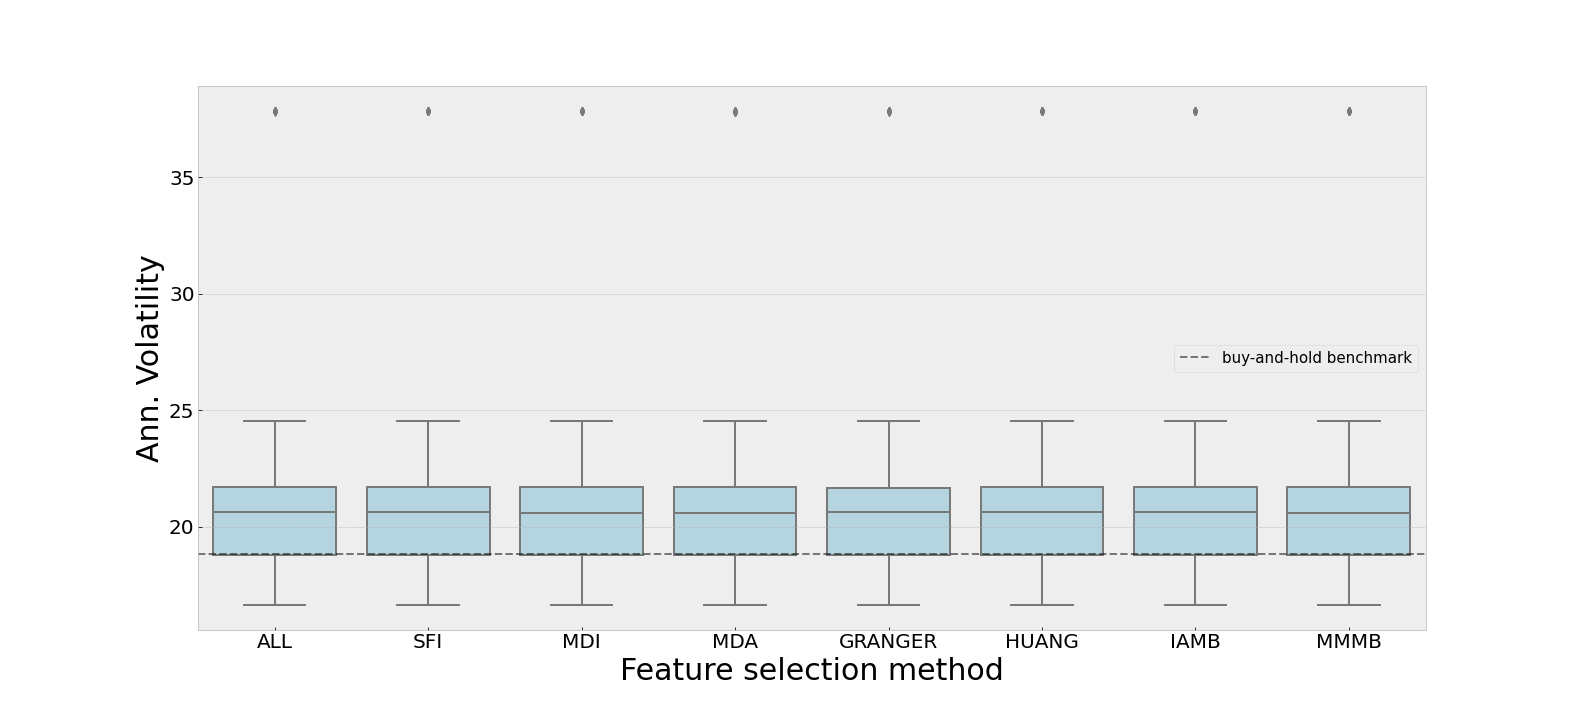 35
30
25
20
Ann. Volatility
buy-and-hold benchmark
ALL SFI MDI MDA GRANGER HUANG IAMB MMMB
Feature selection method